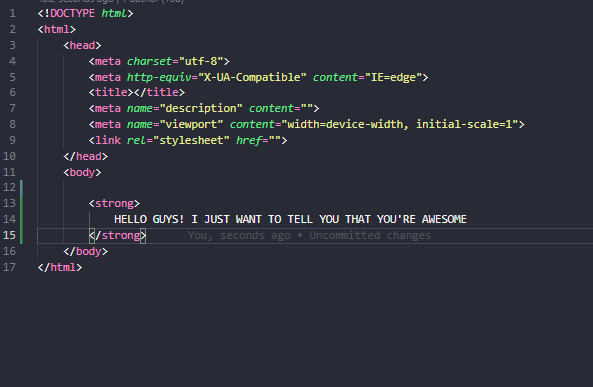 You, seconds ago | 1 author (You)
1 <!DOCTYPE html>
2 <html>
3 <head>
4 <meta charset="utf-8">
5 <meta http-equiv="X-UA-Compatible" content="IE=edge">
6 <title></title>
7 <meta name="description" content="">
8 <meta name="viewport" content="width=device-width, initial-scale=1">
9 <link rel="stylesheet" href="">
10 </head>
11 <body>
12
13 <strong>
14 HELLO GUYS! I JUST WANT TO TELL YOU THAT YOU'RE AWESOME
15 </strong> You, seconds ago • Uncommitted changes
16 </body>
17 </html>